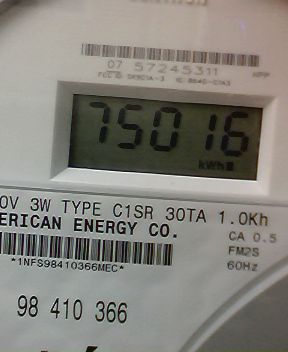 07 57245311
75016
kWh
0V 3W TYPE C1SR 30TA 1.0Kh
ERICAN ENERGY CO.
CA 0.5
FM2S
*1NFS98410366MEC*
60Hz
98 410 366